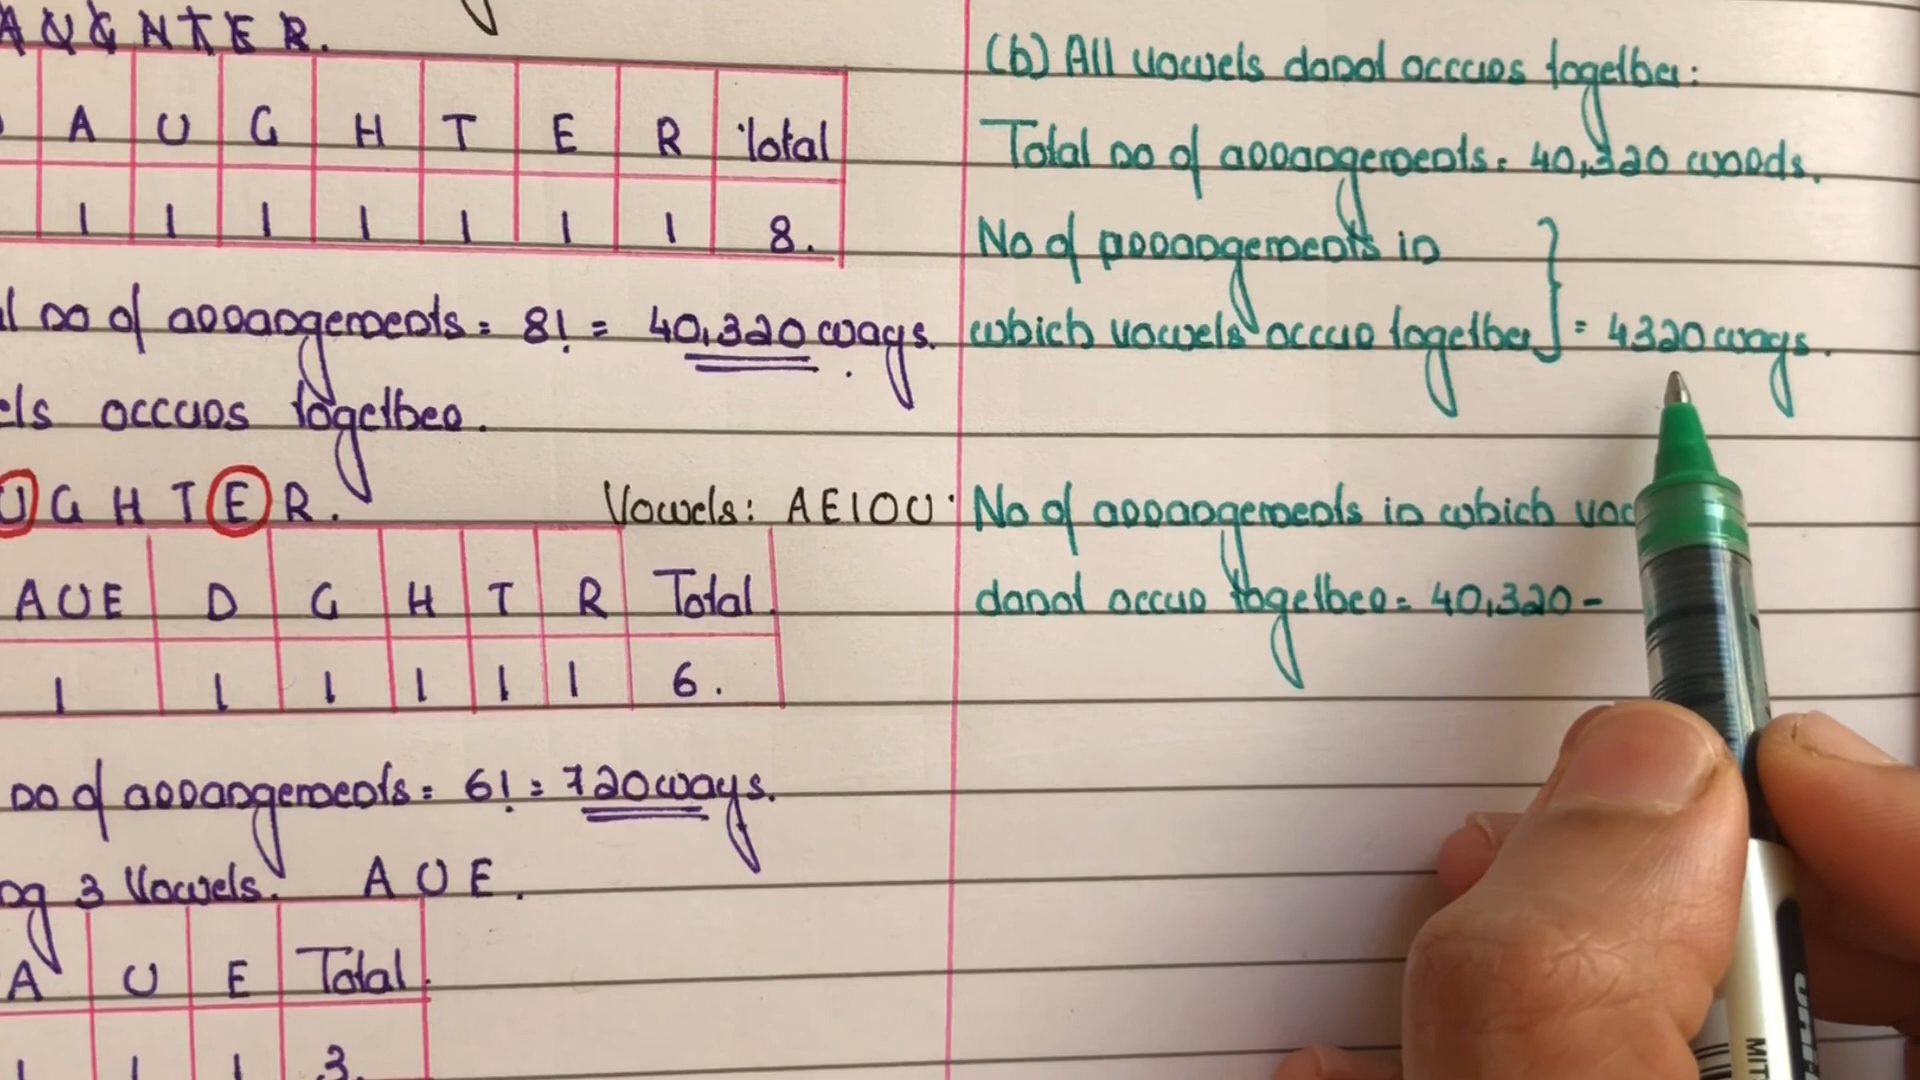 AUGHTER.
A U G H T E R Total
1 1 1 1 1 1 1 8.
no of arrangements = 8! = 40,320 ways.
occurs together.
U G H T E R.
Vowels: AEIOU
AUE D G H T R Total
1 1 1 1 1 1 6.
no of arrangements = 6! = 720 ways.
3 Vowels. A U E.
A U E Total
1 1 1 3.
(b) All vowels donot occurs together:
Total no of arrangements = 40,320 words.
No of arrangements in
which vowels occur together } = 4320 ways.
No of arrangements in which
donot occur together = 40,320 -